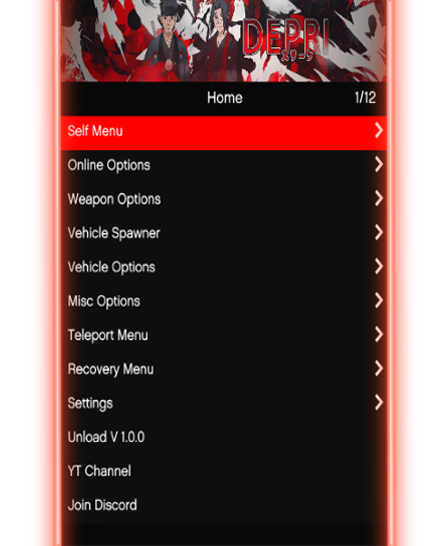 DEPRI
Home 1/12
Self Menu
Online Options
Weapon Options
Vehicle Spawner
Vehicle Options
Misc Options
Teleport Menu
Recovery Menu
Settings
Unload V 1.0.0
YT Channel
Join Discord